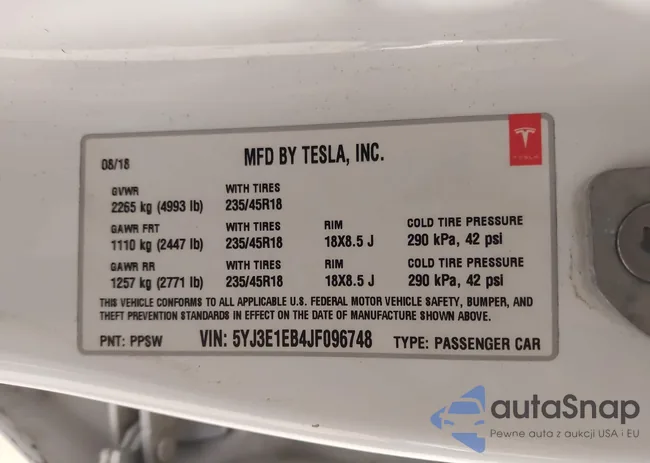 08/18 MFD BY TESLA, INC.
TESLA
GVWR WITH TIRES
2265 kg (4993 lb) 235/45R18
GAWR FRT WITH TIRES RIM COLD TIRE PRESSURE
1110 kg (2447 lb) 235/45R18 18X8.5 J 290 kPa, 42 psi
GAWR RR WITH TIRES RIM COLD TIRE PRESSURE
1257 kg (2771 lb) 235/45R18 18X8.5 J 290 kPa, 42 psi
THIS VEHICLE CONFORMS TO ALL APPLICABLE U.S. FEDERAL MOTOR VEHICLE SAFETY, BUMPER, AND
THEFT PREVENTION STANDARDS IN EFFECT ON THE DATE OF MANUFACTURE SHOWN ABOVE.
PNT: PPSW VIN: 5YJ3E1EB4JF096748 TYPE: PASSENGER CAR
autaSnap
Pewne auta z aukcji USA i EU